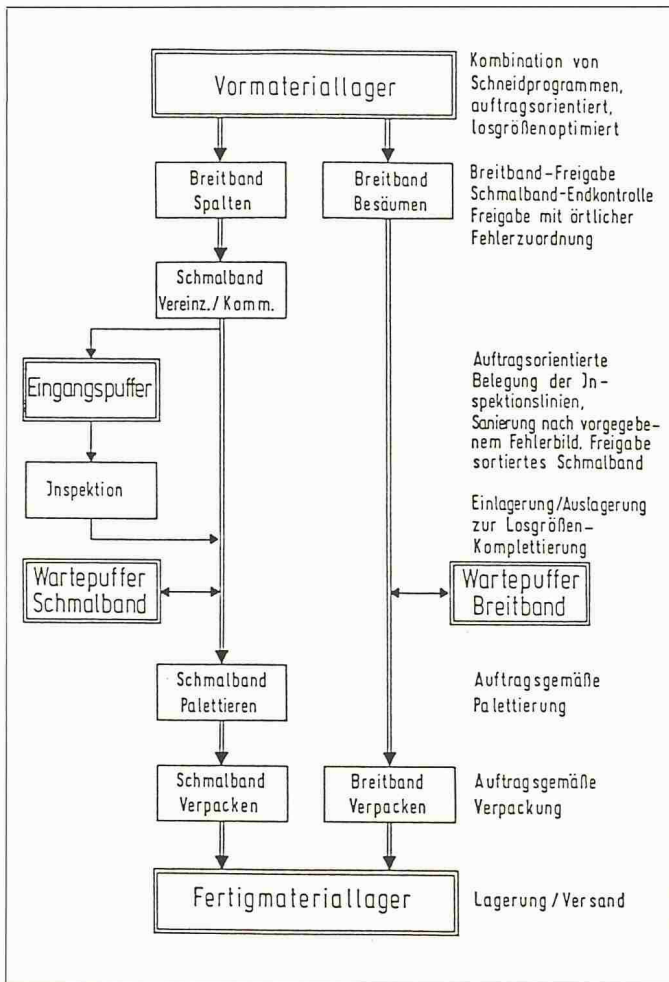 Vormateriallager
Kombination von
Schneidprogrammen,
auftragsorientiert,
losgrößenoptimiert
Breitband
Spalten
Breitband
Besäumen
Breitband-Freigabe
Schmalband-Endkontrolle
Freigabe mit örtlicher
Fehlerzuordnung
Schmalband
Vereinz./Komm.
Eingangspuffer
Inspektion
Auftragsorientierte
Belegung der In-
spektionslinien,
Sanierung nach vorgegebe-
nem Fehlerbild. Freigabe
sortiertes Schmalband
Einlagerung/Auslagerung
zur Losgrößen-
Komplettierung
Wartepuffer
Schmalband
Wartepuffer
Breitband
Schmalband
Palettieren
Auftragsgemäße
Palettierung
Schmalband
Verpacken
Breitband
Verpacken
Auftragsgemäße
Verpackung
Fertigmateriallager
Lagerung/Versand